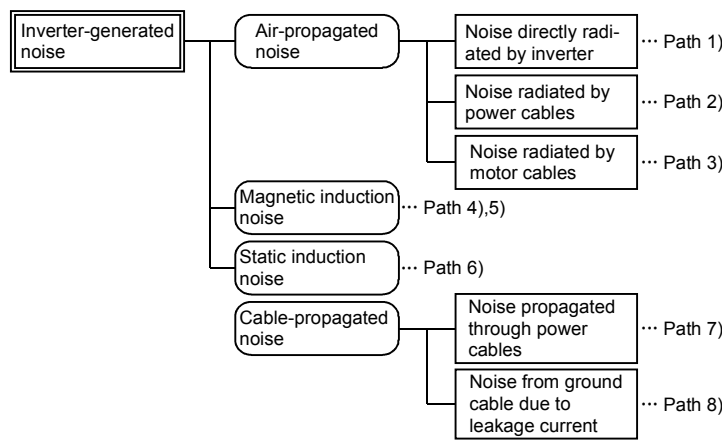 Inverter-generated
noise
Air-propagated
noise
Noise directly radi-
ated by inverter
··· Path 1)
Noise radiated by
power cables
··· Path 2)
Noise radiated by
motor cables
··· Path 3)
Magnetic induction
noise
··· Path 4),5)
Static induction
noise
··· Path 6)
Cable-propagated
noise
Noise propagated
through power
cables
··· Path 7)
Noise from ground
cable due to
leakage current
··· Path 8)